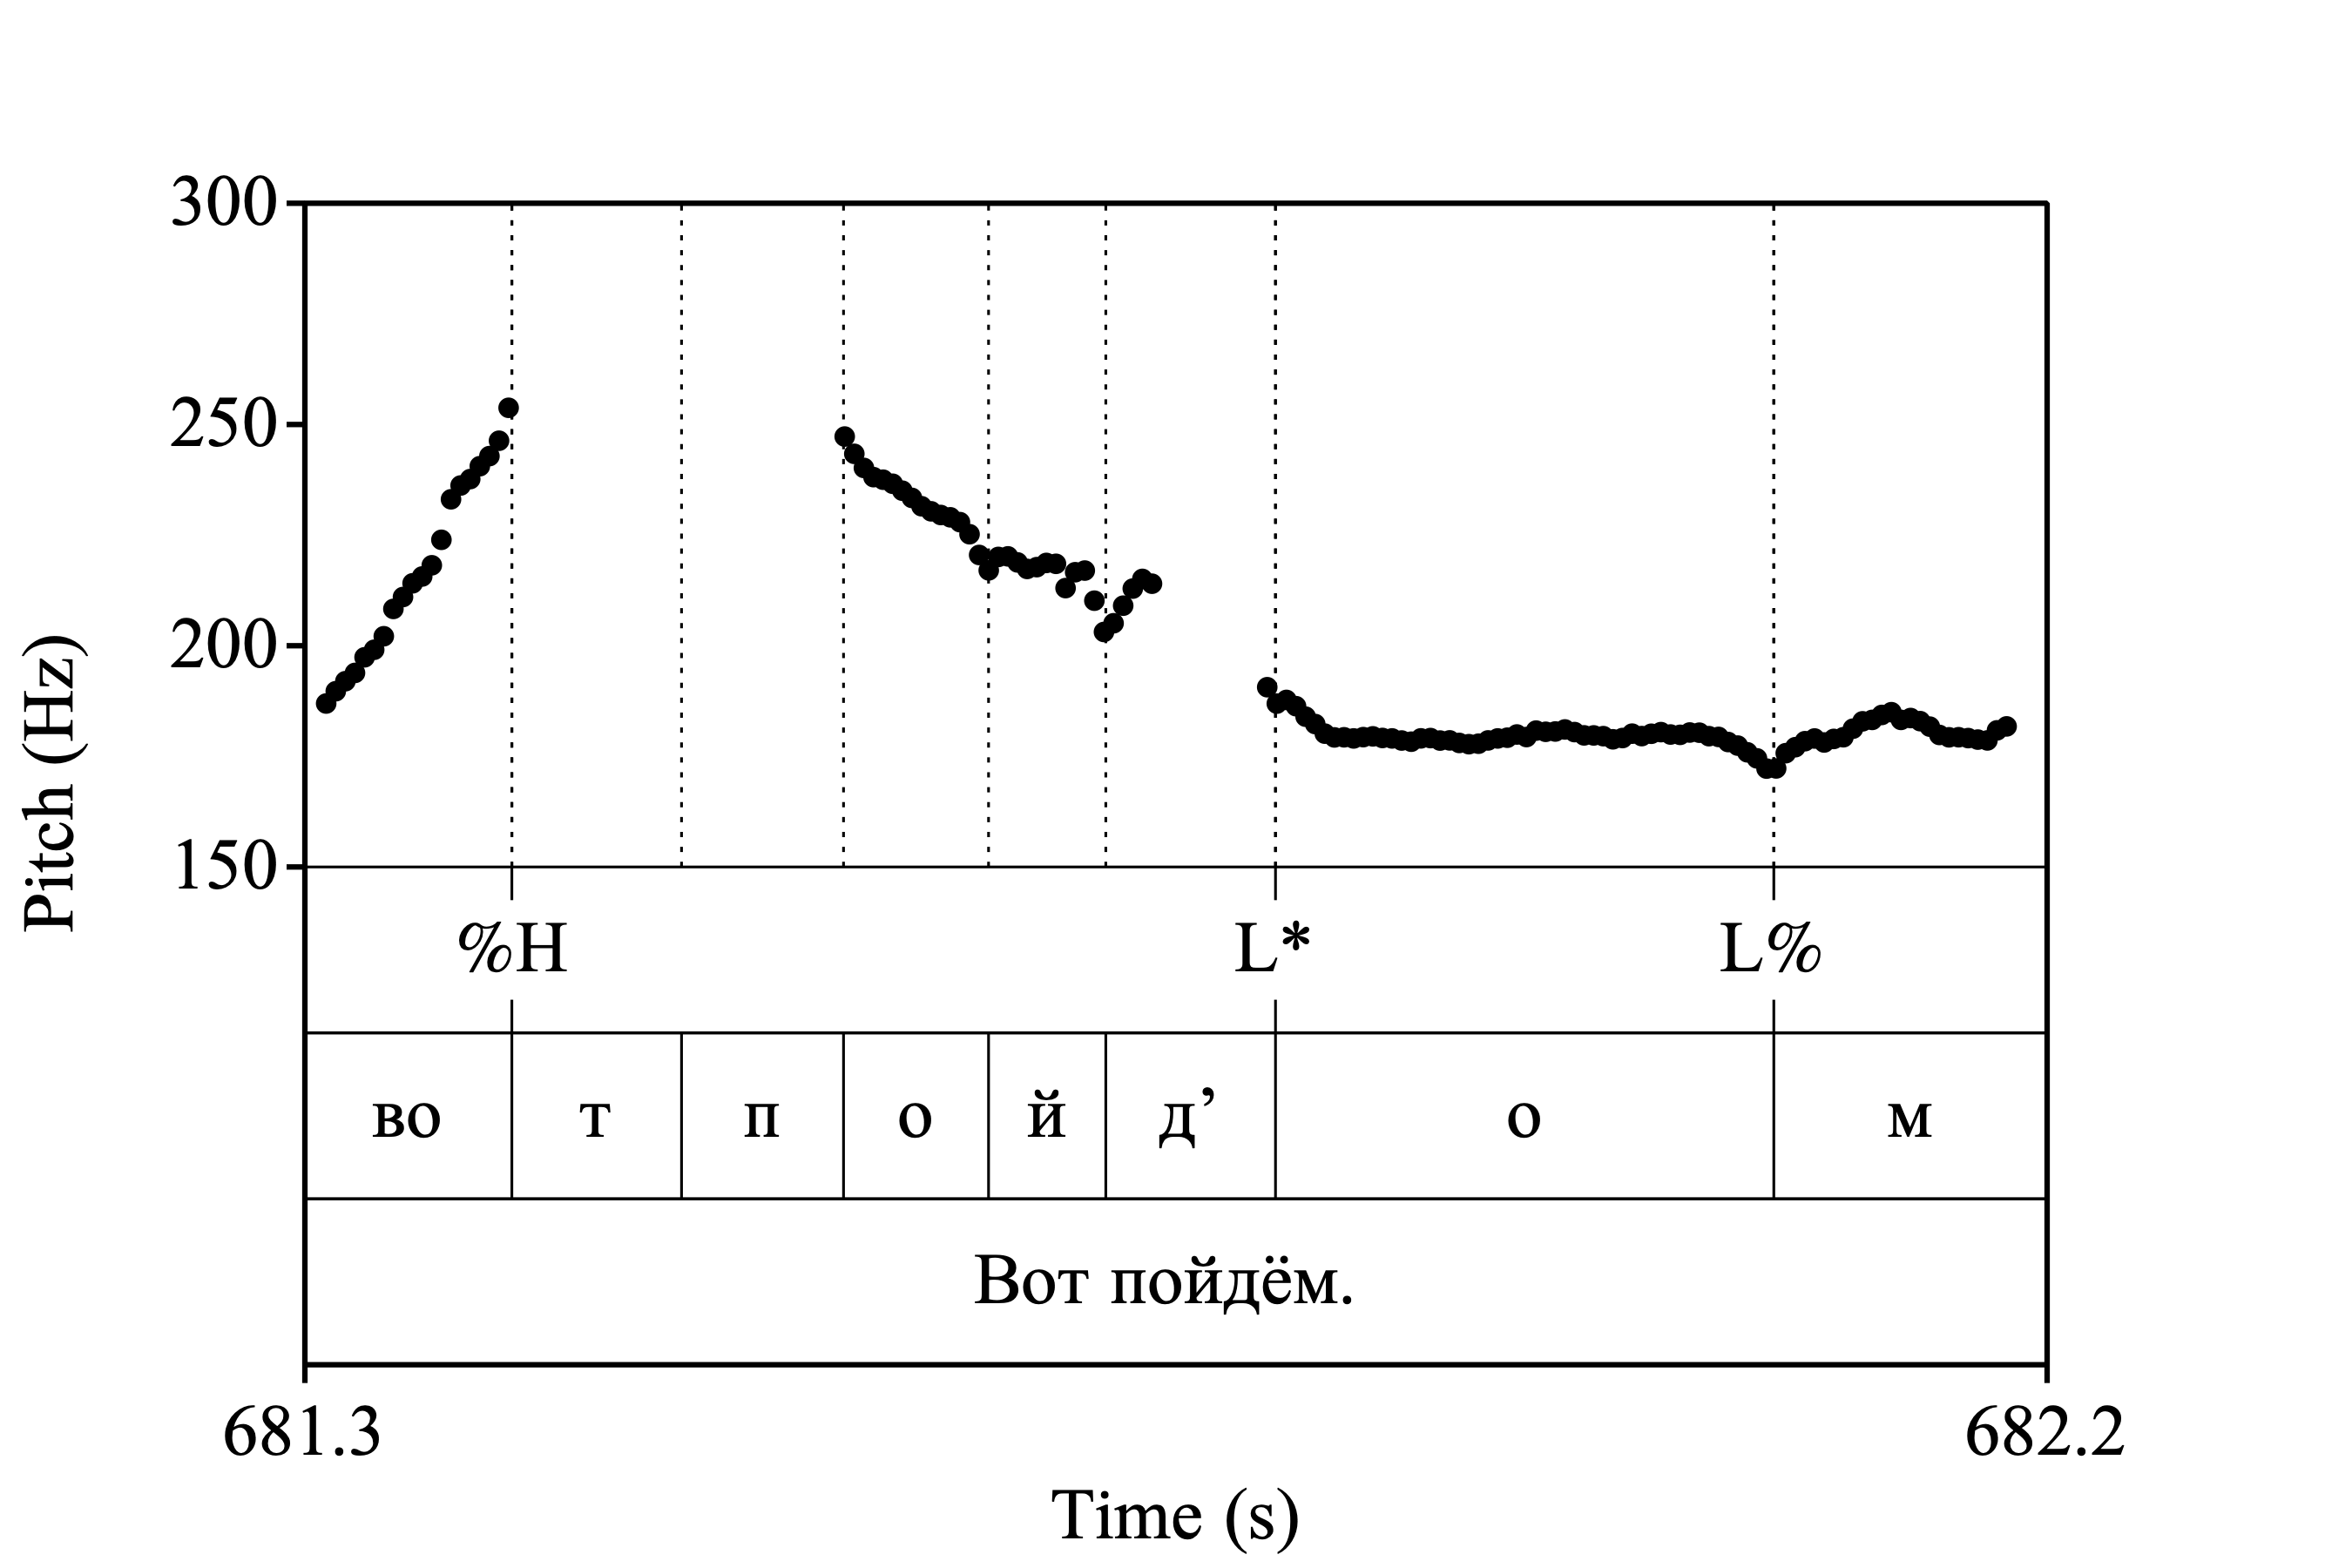 300
250
200
150
Pitch (Hz)
%H L* L%
во т п о й д’ о м
Вот пойдём.
681.3 682.2
Time (s)